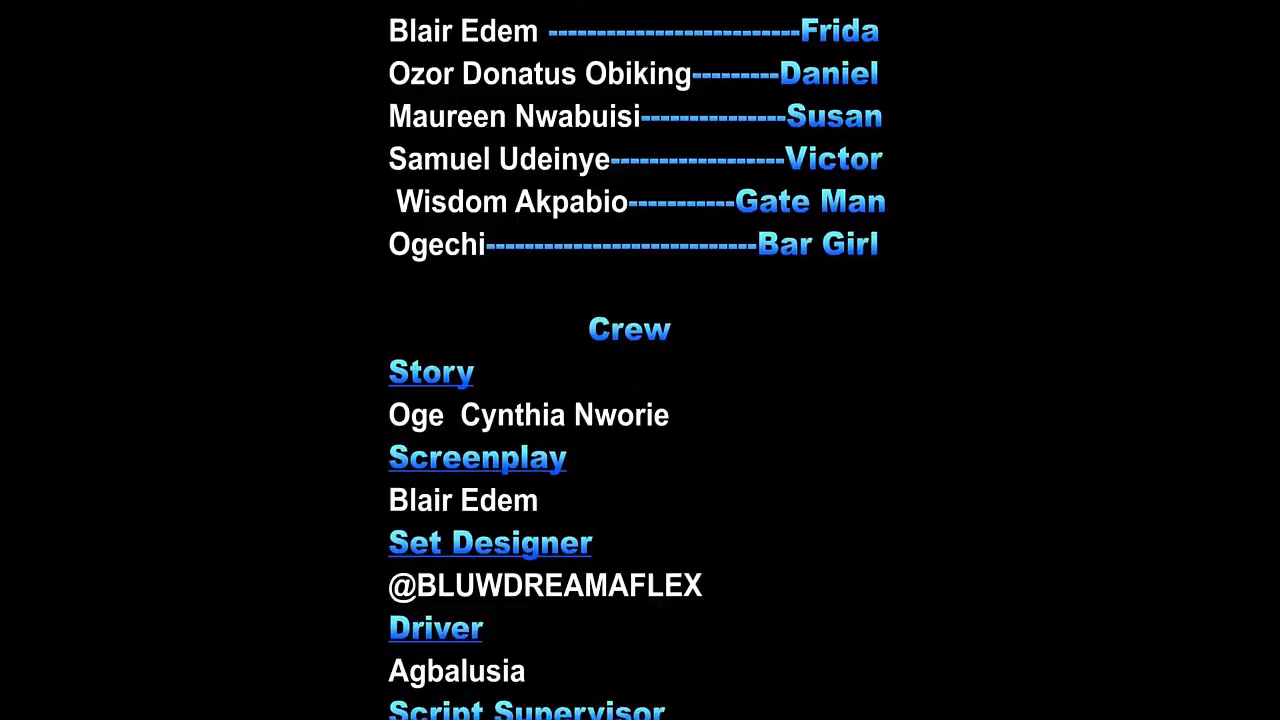 Blair Edem --------------------------Frida
Ozor Donatus Obiking---------Daniel
Maureen Nwabuisi---------------Susan
Samuel Udeinye------------------Victor
Wisdom Akpabio-----------Gate Man
Ogechi----------------------------Bar Girl
Crew
Story
Oge  Cynthia Nworie
Screenplay
Blair Edem
Set Designer
@BLUWDREAMAFLEX
Driver
Agbalusia
Script Supervisor